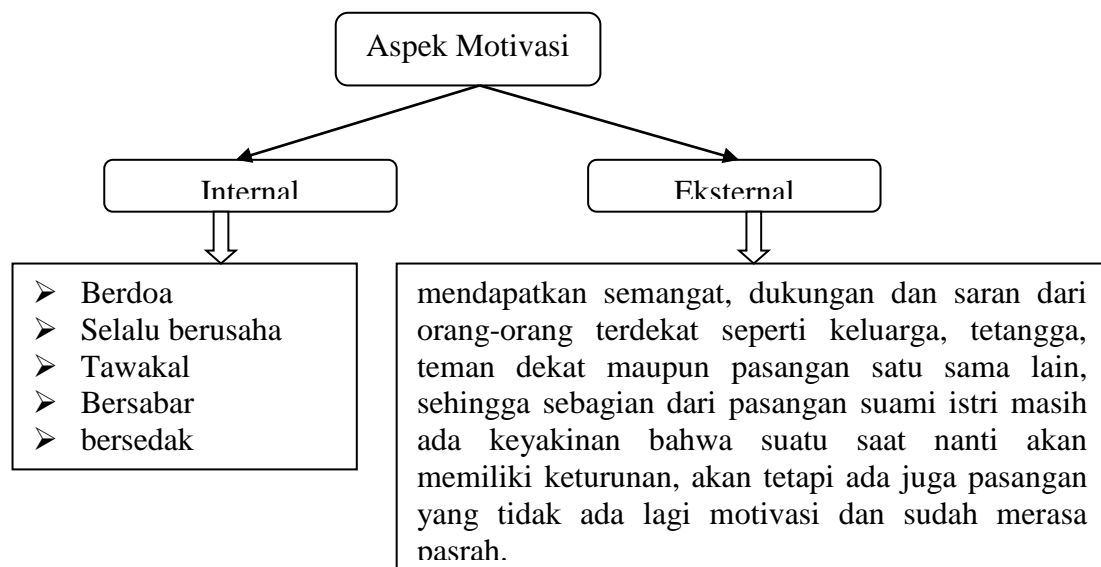 Aspek Motivasi
Internal
Eksternal
➢ Berdoa
➢ Selalu berusaha
➢ Tawakal
➢ Bersabar
➢ bersedak
mendapatkan semangat, dukungan dan saran dari
orang-orang terdekat seperti keluarga, tetangga,
teman dekat maupun pasangan satu sama lain,
sehingga sebagian dari pasangan suami istri masih
ada keyakinan bahwa suatu saat nanti akan
memiliki keturunan, akan tetapi ada juga pasangan
yang tidak ada lagi motivasi dan sudah merasa
pasrah.